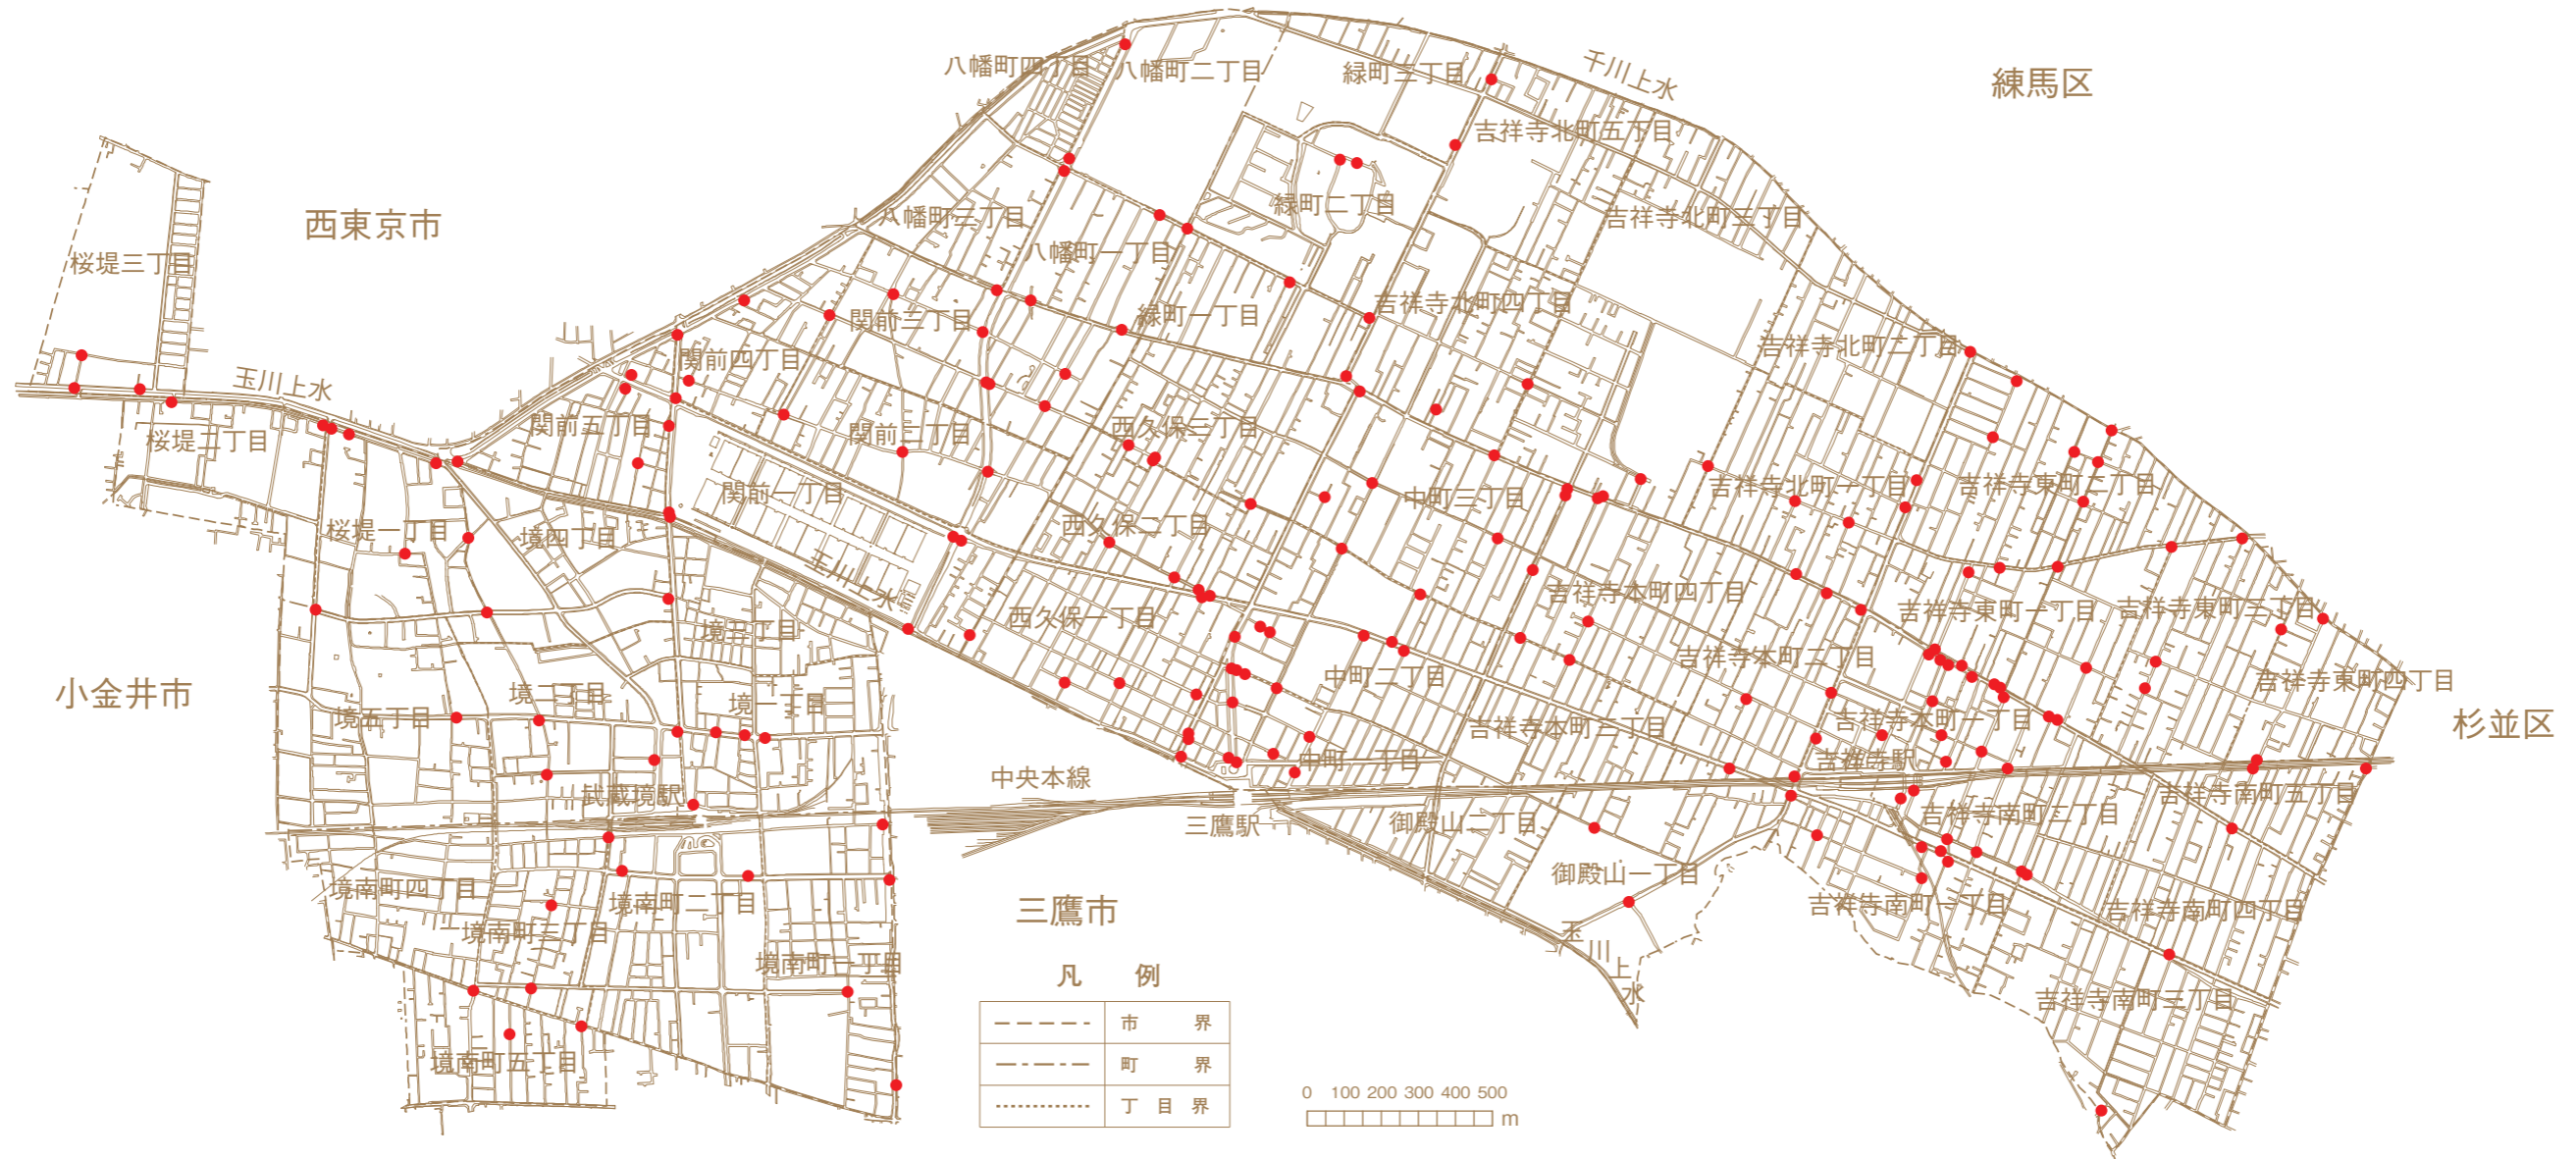 八幡町四丁目
八幡町二丁目
緑町三丁目
千川上水
練馬区
吉祥寺北町五丁目
西東京市
桜堤三丁目
八幡町三丁目
八幡町一丁目
緑町二丁目
吉祥寺北町三丁目
関前三丁目
緑町一丁目
吉祥寺北町四丁目
吉祥寺北町二丁目
関前四丁目
玉川上水
桜堤二丁目
関前五丁目
関前二丁目
西久保三丁目
関前一丁目
中町三丁目
吉祥寺北町一丁目
吉祥寺東町二丁目
桜堤一丁目
境四丁目
西久保二丁目
玉川上水
西久保一丁目
吉祥寺本町四丁目
吉祥寺東町一丁目
吉祥寺東町三丁目
境三丁目
小金井市
境五丁目
境二丁目
境一丁目
中町二丁目
吉祥寺本町二丁目
吉祥寺東町四丁目
吉祥寺本町三丁目
吉祥寺本町一丁目
杉並区
中町一丁目
吉祥寺駅
中央本線
武蔵境駅
三鷹駅
御殿山二丁目
吉祥寺南町二丁目
吉祥寺南町五丁目
境南町四丁目
境南町二丁目
三鷹市
御殿山一丁目
吉祥寺南町一丁目
吉祥寺南町四丁目
境南町三丁目
境南町一丁目
玉川上水
吉祥寺南町三丁目
境南町五丁目
凡 例
市 界
町 界
丁 目 界
0 100 200 300 400 500
m